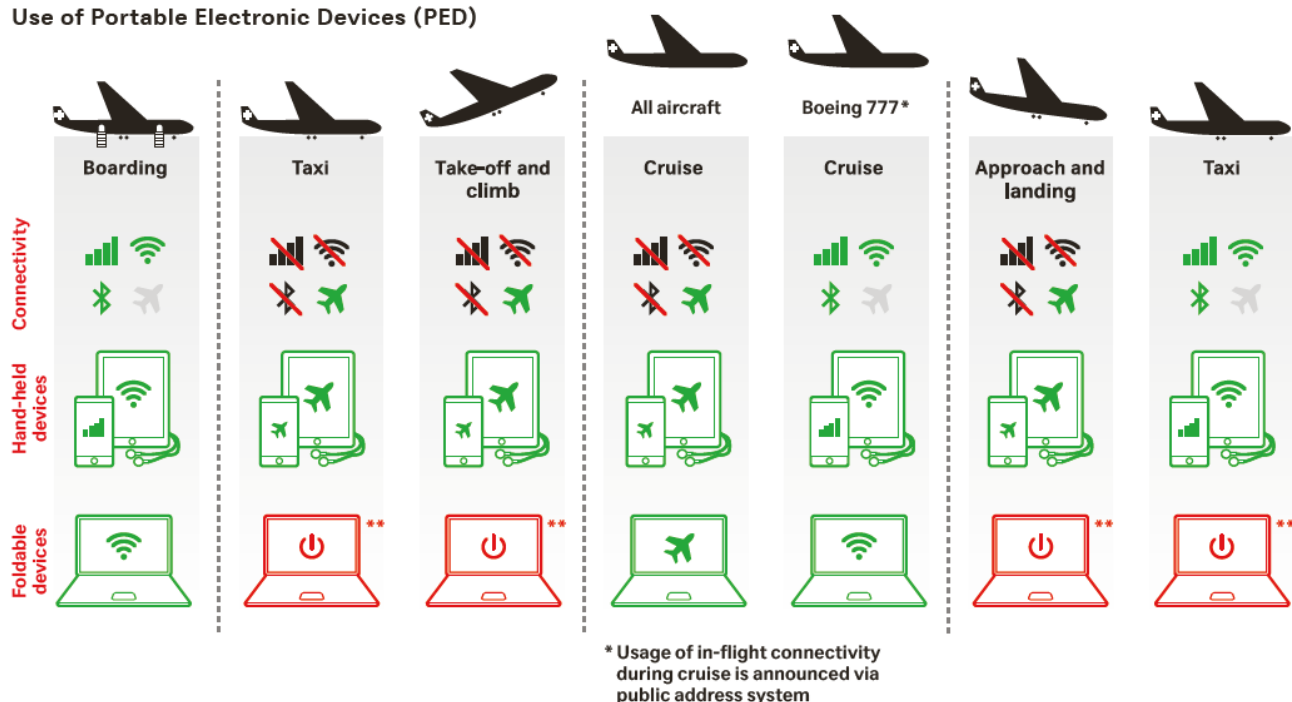 Use of Portable Electronic Devices (PED)
All aircraft
Boeing 777*
Boarding
Taxi
Take-off and
climb
Cruise
Cruise
Approach and
landing
Taxi
Connectivity
Hand-held
devices
**
**
**
**
Foldable
devices
* Usage of in-flight connectivity
during cruise is announced via
public address system